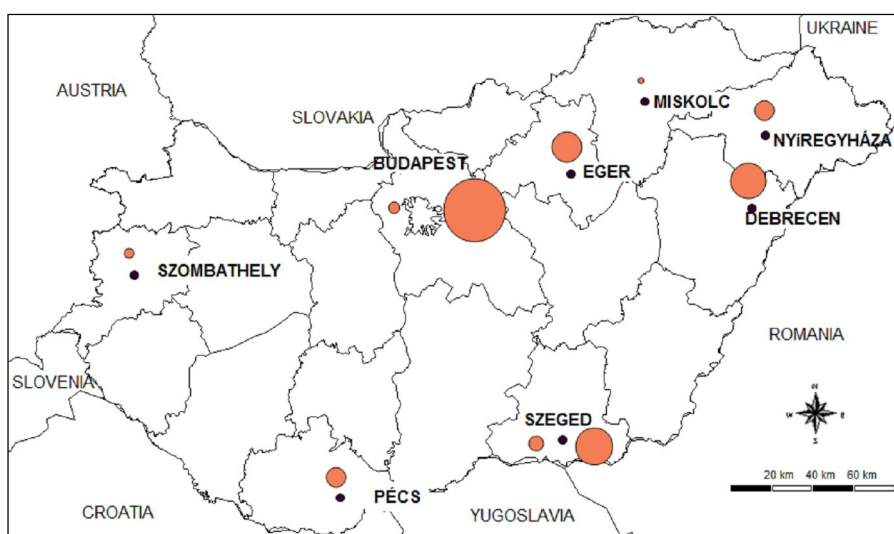 UKRAINE
AUSTRIA
SLOVAKIA
MISKOLC
NYíREGYHÁZA
BUDAPEST
EGER
DEBRECEN
SZOMBATHELY
ROMANIA
SLOVENIA
SZEGED
N
E
S
20 km 40 km 60 km
PÉCS
CROATIA
YUGOSLAVIA